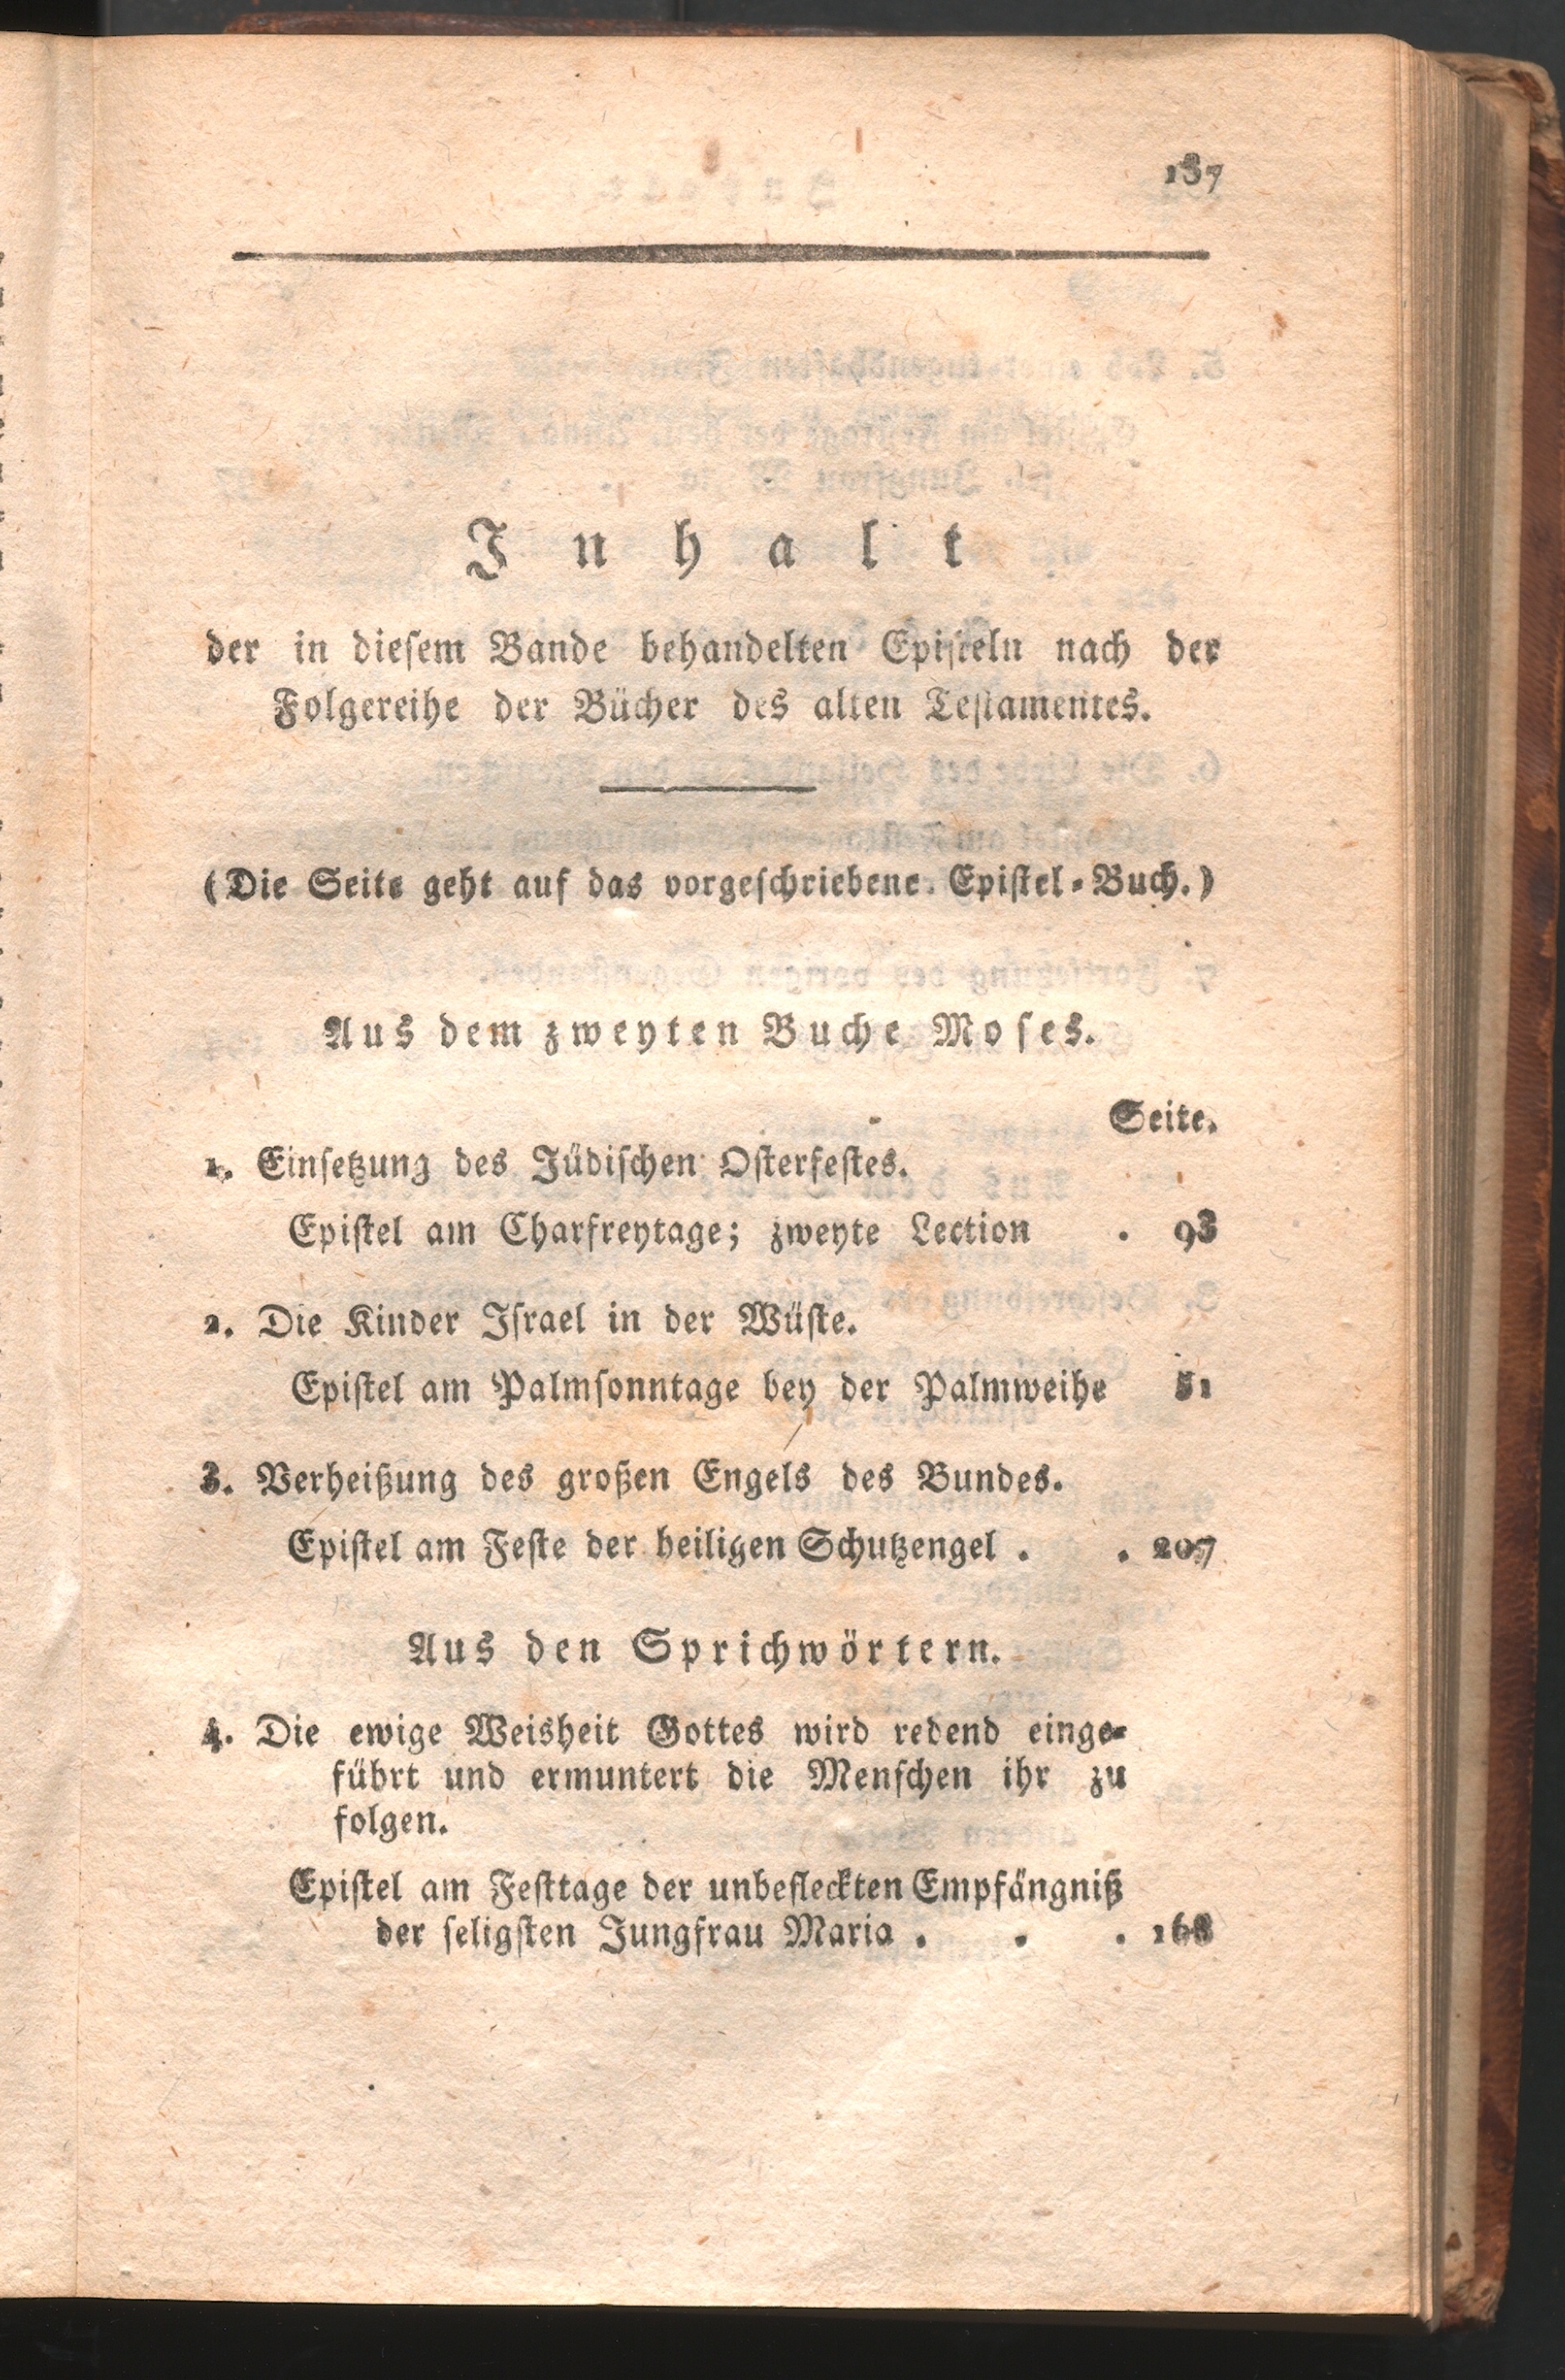 187
Inhalt
der in dieſem Bande behandelten Epiſteln nach der
Folgereihe der Bücher des alten Teſtamentes.
(Die Seite geht auf das vorgeſchriebene Epiſtel-Buch.)
Aus dem zweyten Buche Moſes.
Seite.
1. Einſetzung des Jüdiſchen Oſterfeſtes.
Epiſtel am Charfreytage; zweyte Lection . 93
2. Die Kinder Iſrael in der Wüſte.
Epiſtel am Palmſonntage bey der Palmweihe 81
3. Verheißung des großen Engels des Bundes.
Epiſtel am Feſte der heiligen Schutzengel . . 207
Aus den Sprichwörtern.
4. Die ewige Weisheit Gottes wird redend einge-
führt und ermuntert die Menſchen ihr zu
folgen.
Epiſtel am Feſttage der unbefleckten Empfängniß
der ſeligſten Jungfrau Maria . . . 168